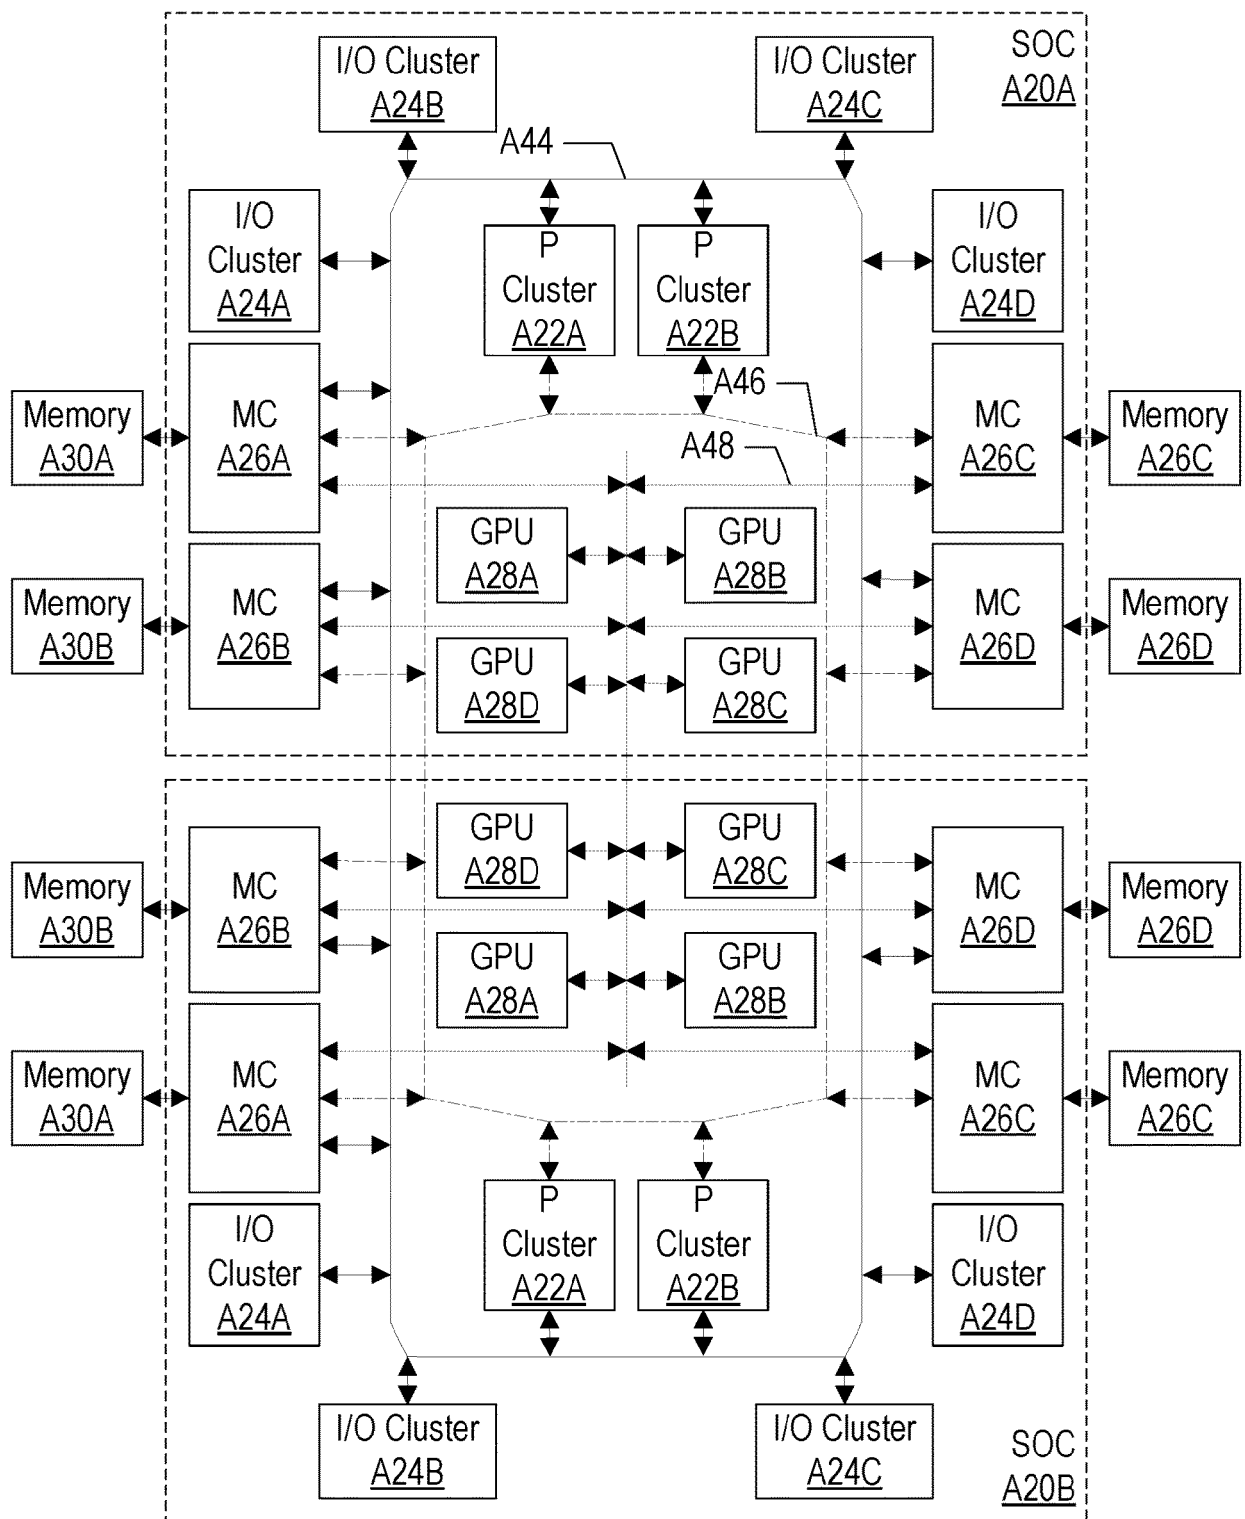 I/O Cluster
A24B
I/O Cluster
A24C
SOC
A20A
A44
I/O
Cluster
A24A
P
Cluster
A22A
P
Cluster
A22B
I/O
Cluster
A24D
A46
Memory
A30A
MC
A26A
A48
MC
A26C
Memory
A26C
GPU
A28A
GPU
A28B
Memory
A30B
MC
A26B
MC
A26D
Memory
A26D
GPU
A28D
GPU
A28C
GPU
A28D
GPU
A28C
Memory
A30B
MC
A26B
MC
A26D
Memory
A26D
GPU
A28A
GPU
A28B
Memory
A30A
MC
A26A
MC
A26C
Memory
A26C
I/O
Cluster
A24A
P
Cluster
A22A
P
Cluster
A22B
I/O
Cluster
A24D
I/O Cluster
A24B
I/O Cluster
A24C
SOC
A20B